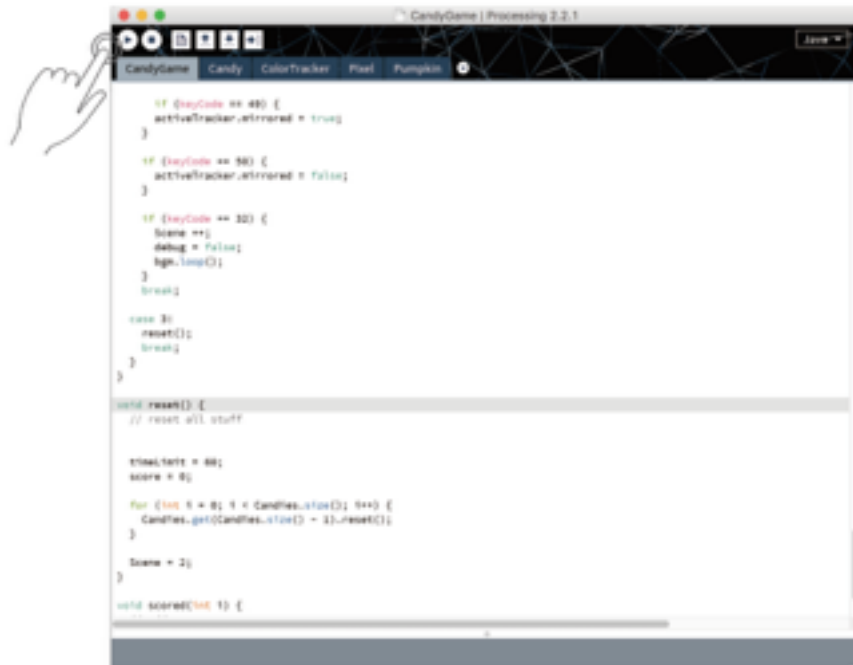 CandyGame | Processing 2.2.1
Java
CandyGame Candy ColorTracker Pixel Pumpkin
if (keyCode == 49) {
activeTracker.mirrored = true;
}
if (keyCode == 50) {
activeTracker.mirrored = false;
}
if (keyCode == 32) {
Scene ++;
debug = false;
bgm.loop();
}
break;
case 3:
reset();
break;
}
}
void reset() {
// reset all stuff
timeLimit = 60;
score = 0;
for (int i = 0; i < Candies.size(); i++) {
Candies.get(Candies.size() - 1).reset();
}
Scene = 2;
}
void scored(int i) {